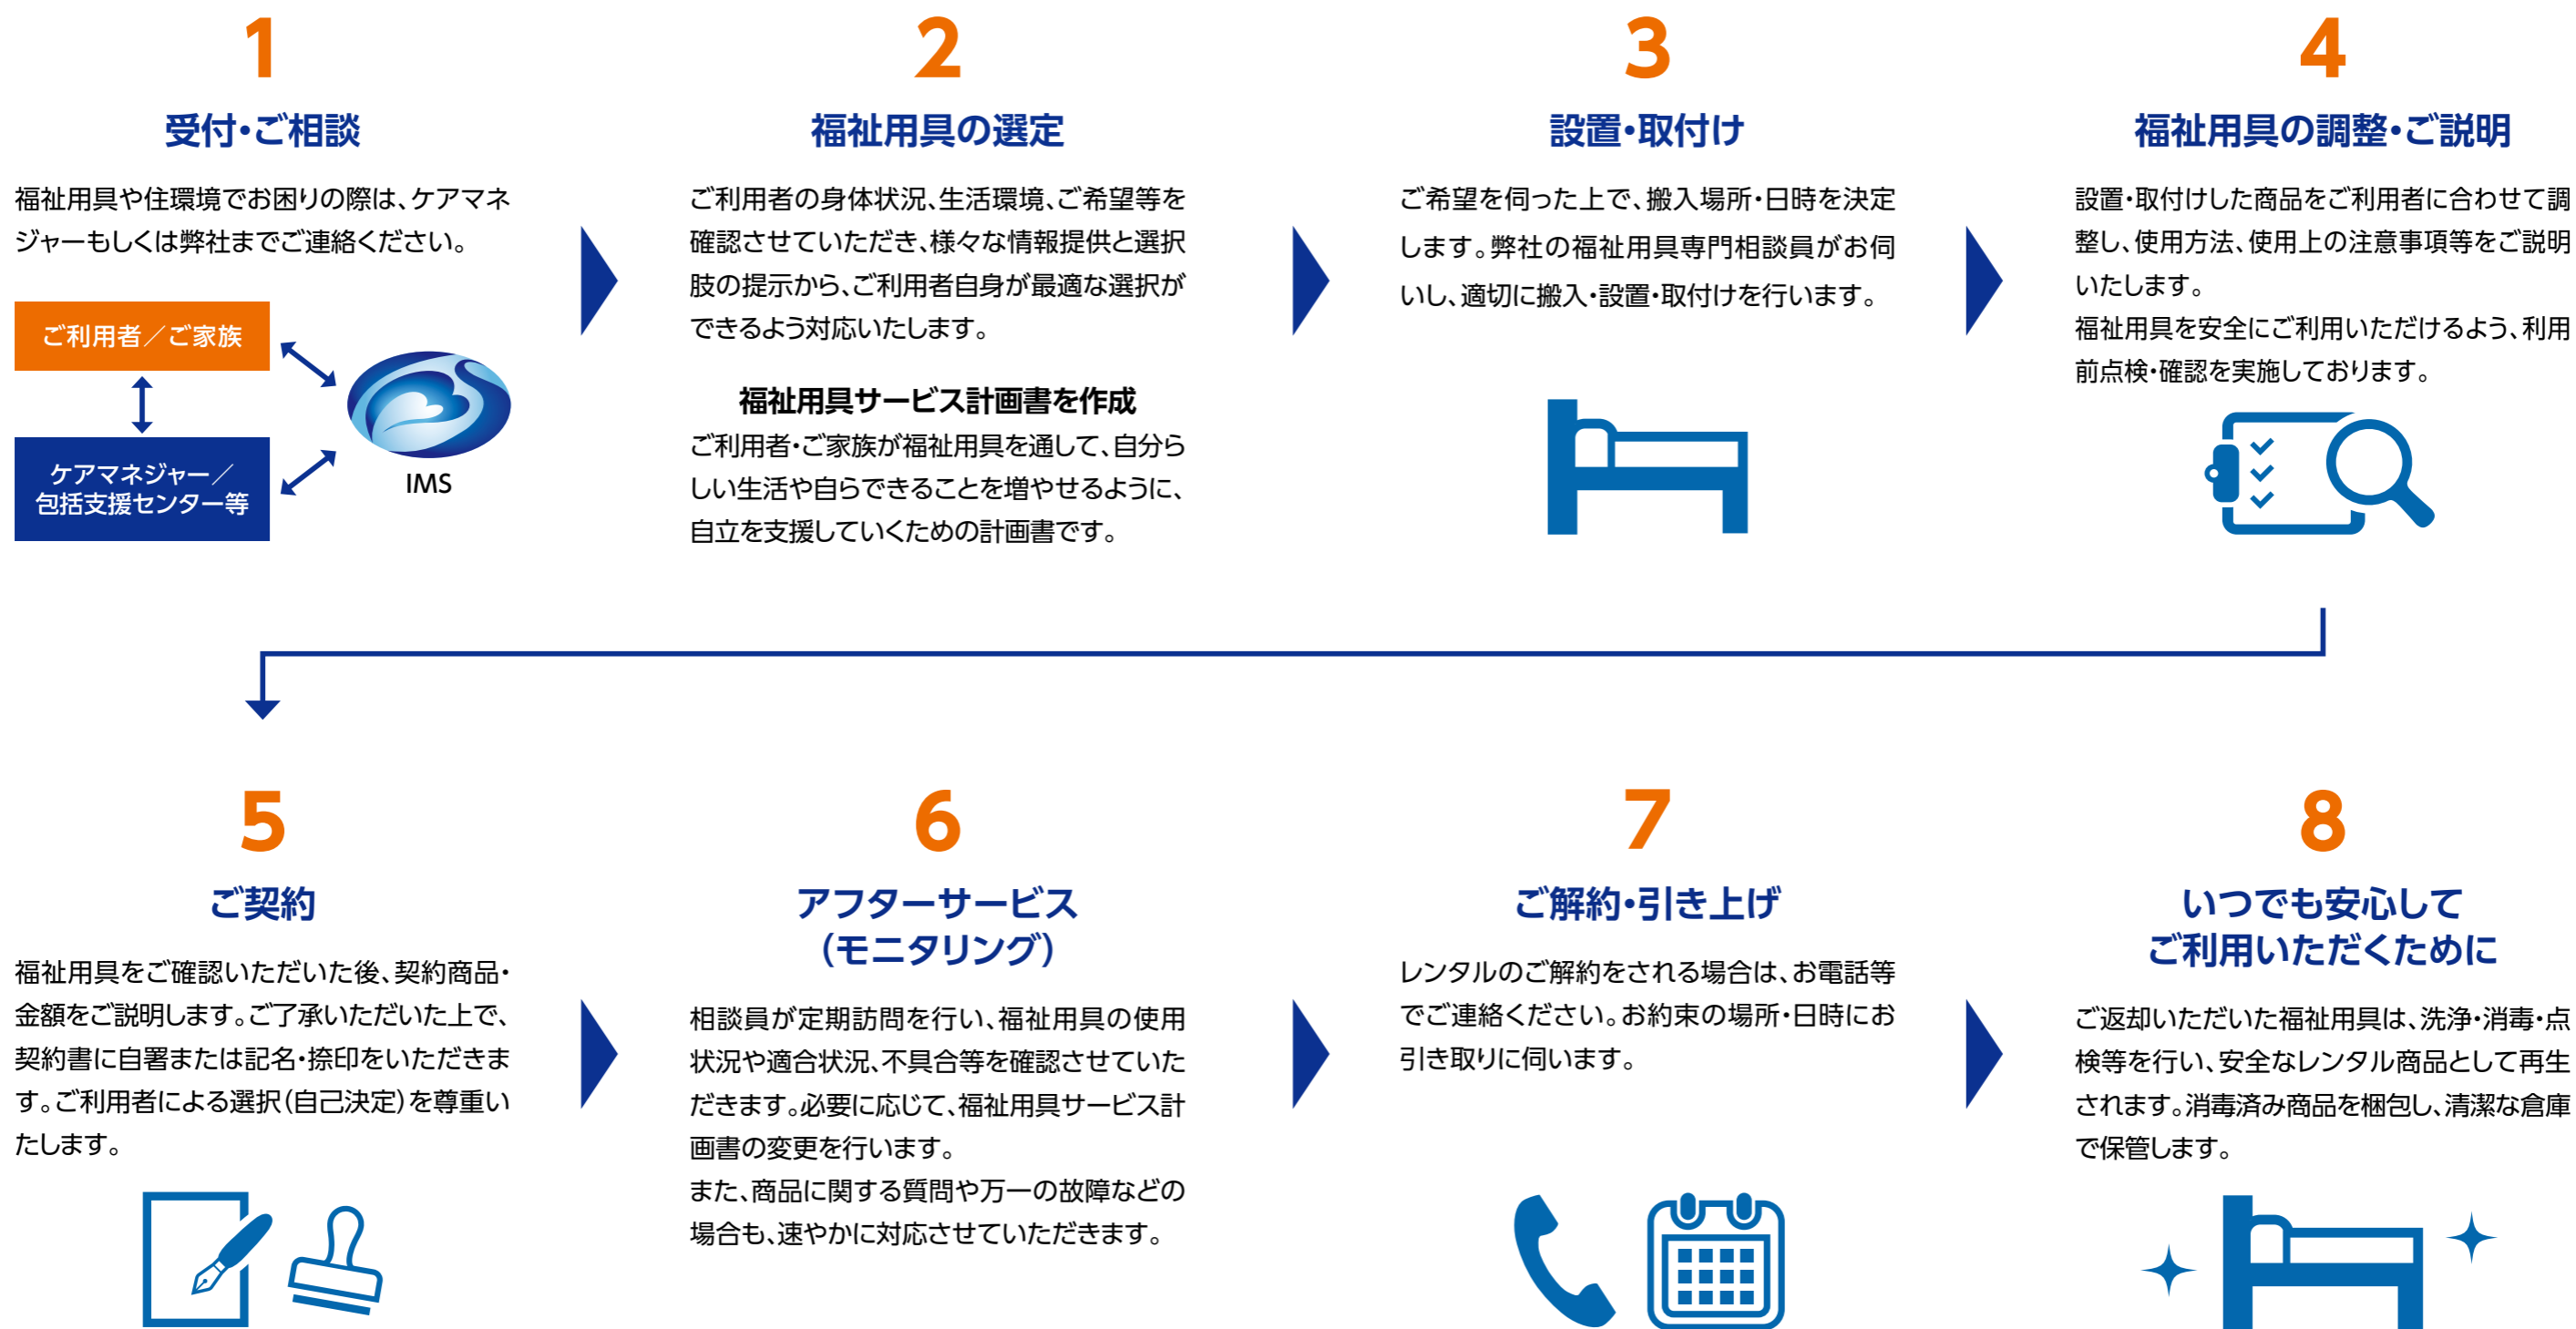 1
受付・ご相談
福祉用具や住環境でお困りの際は、ケアマネ
ジャーもしくは弊社までご連絡ください。
ご利用者／ご家族
ケアマネジャー／
包括支援センター等
IMS
2
福祉用具の選定
ご利用者の身体状況、生活環境、ご希望等を
確認させていただき、様々な情報提供と選択
肢の提示から、ご利用者自身が最適な選択が
できるよう対応いたします。
福祉用具サービス計画書を作成
ご利用者・ご家族が福祉用具を通して、自分ら
しい生活や自らできることを増やせるように、
自立を支援していくための計画書です。
3
設置・取付け
ご希望を伺った上で、搬入場所・日時を決定
します。弊社の福祉用具専門相談員がお伺
いし、適切に搬入・設置・取付けを行います。
4
福祉用具の調整・ご説明
設置・取付けした商品をご利用者に合わせて調
整し、使用方法、使用上の注意事項等をご説明
いたします。
福祉用具を安全にご利用いただけるよう、利用
前点検・確認を実施しております。
5
ご契約
福祉用具をご確認いただいた後、契約商品・
金額をご説明します。ご了承いただいた上で、
契約書に自署または記名・捺印をいただきま
す。ご利用者による選択（自己決定）を尊重い
たします。
6
アフターサービス
（モニタリング）
相談員が定期訪問を行い、福祉用具の使用
状況や適合状況、不具合等を確認させていた
だきます。必要に応じて、福祉用具サービス計
画書の変更を行います。
また、商品に関する質問や万一の故障などの
場合も、速やかに対応させていただきます。
7
ご解約・引き上げ
レンタルのご解約をされる場合は、お電話等
でご連絡ください。お約束の場所・日時にお
引き取りに伺います。
8
いつでも安心して
ご利用いただくために
ご返却いただいた福祉用具は、洗浄・消毒・点
検等を行い、安全なレンタル商品として再生
されます。消毒済み商品を梱包し、清潔な倉庫
で保管します。